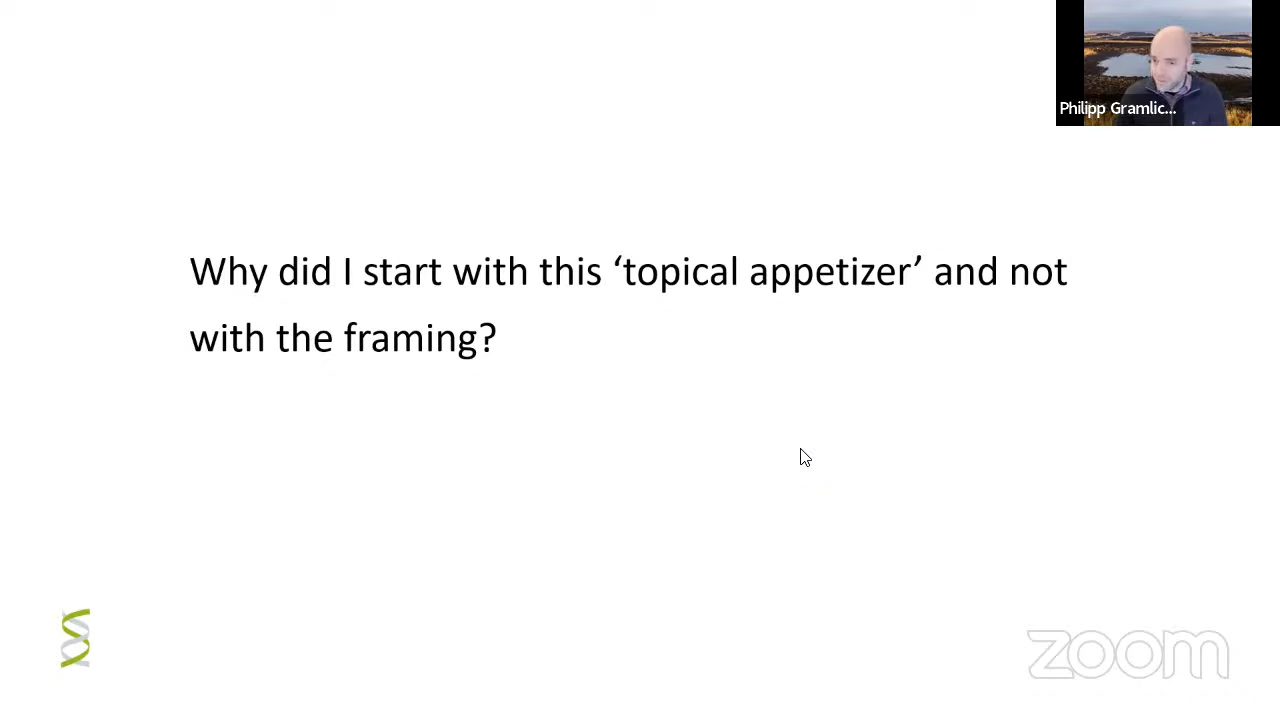 Philipp Gramlic...
Why did I start with this ‘topical appetizer’ and not
with the framing?
zoom